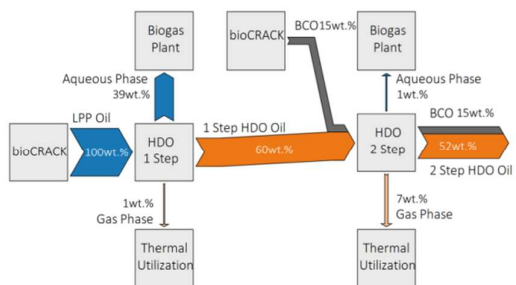 Biogas
Plant
bioCRACK
BCO15wt.%
Biogas
Plant
Aqueous Phase
39wt.%
Aqueous Phase
1wt.%
BCO 15wt.%
LPP Oil
bioCRACK
100wt.%
HDO
1 Step
1 Step HDO Oil
60wt.%
HDO
2 Step
52wt.%
2 Step HDO Oil
1wt.%
Gas Phase
7wt.%
Gas Phase
Thermal
Utilization
Thermal
Utilization